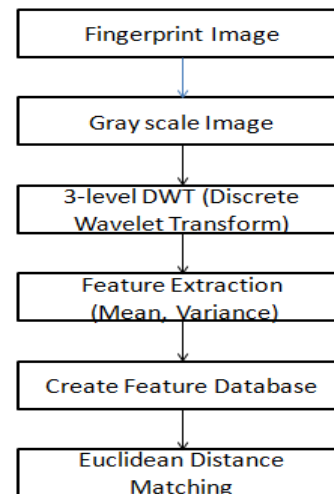 Fingerprint Image
Gray scale Image
3-level DWT (Discrete
Wavelet Transform)
Feature Extraction
(Mean, Variance)
Create Feature Database
Euclidean Distance
Matching